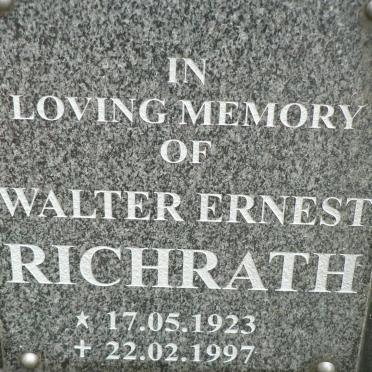 IN
LOVING MEMORY
OF
WALTER ERNEST
RICHRATH
★ 17.05.1923
+ 22.02.1997